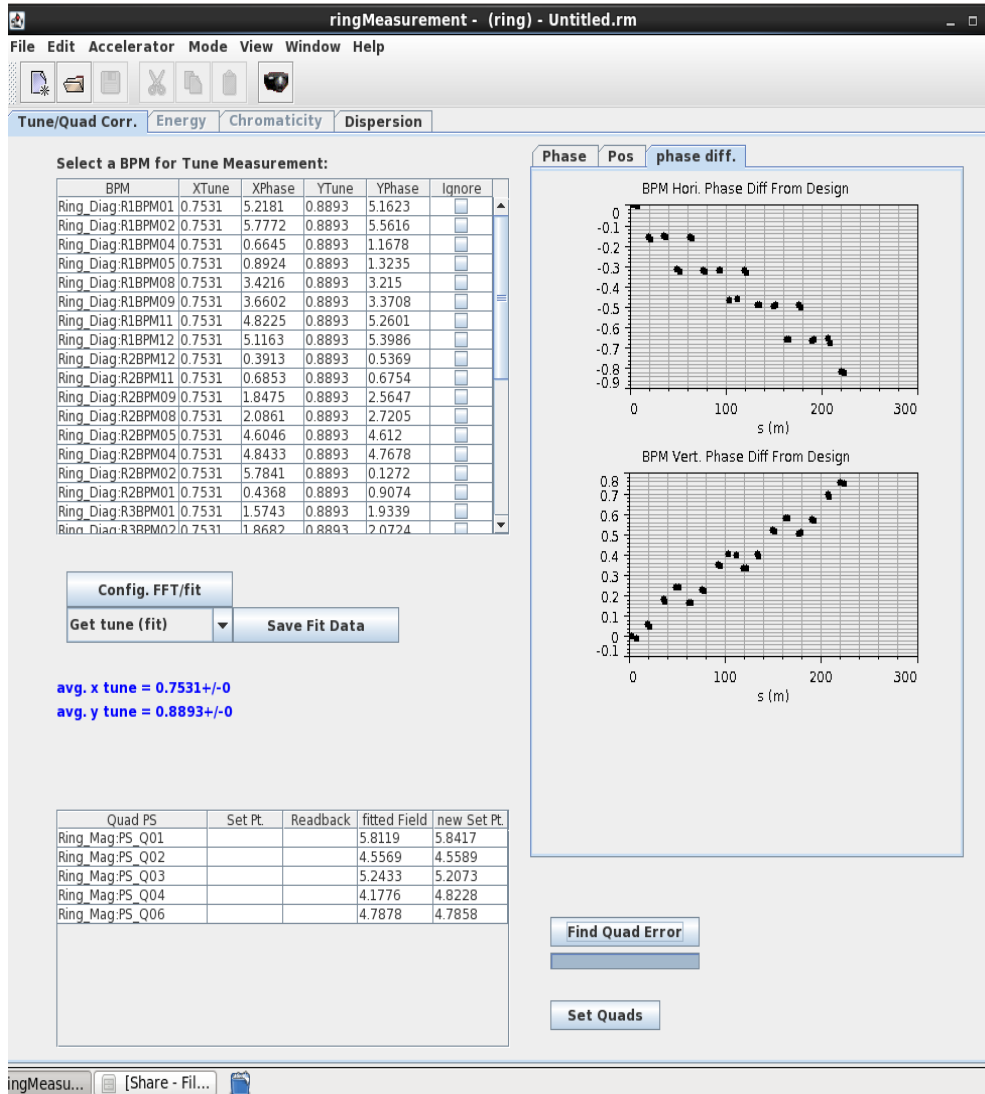 ringMeasurement - (ring) - Untitled.rm
File Edit Accelerator Mode View Window Help
Tune/Quad Corr. Energy Chromaticity Dispersion
Select a BPM for Tune Measurement:
BPM XTune XPhase YTune YPhase Ignore
Ring_Diag:R1BPM01 0.7531 5.2181 0.8893 5.1623
Ring_Diag:R1BPM02 0.7531 5.7772 0.8893 5.5616
Ring_Diag:R1BPM04 0.7531 0.6645 0.8893 1.1678
Ring_Diag:R1BPM05 0.7531 0.8924 0.8893 1.3235
Ring_Diag:R1BPM08 0.7531 3.4216 0.8893 3.215
Ring_Diag:R1BPM09 0.7531 3.6602 0.8893 3.3708
Ring_Diag:R1BPM11 0.7531 4.8225 0.8893 5.2601
Ring_Diag:R1BPM12 0.7531 5.1163 0.8893 5.3986
Ring_Diag:R2BPM12 0.7531 0.3913 0.8893 0.5369
Ring_Diag:R2BPM11 0.7531 0.6853 0.8893 0.6754
Ring_Diag:R2BPM09 0.7531 1.8475 0.8893 2.5647
Ring_Diag:R2BPM08 0.7531 2.0861 0.8893 2.7205
Ring_Diag:R2BPM05 0.7531 4.6046 0.8893 4.612
Ring_Diag:R2BPM04 0.7531 4.8433 0.8893 4.7678
Ring_Diag:R2BPM02 0.7531 5.7841 0.8893 0.1272
Ring_Diag:R2BPM01 0.7531 0.4368 0.8893 0.9074
Ring_Diag:R3BPM01 0.7531 1.5743 0.8893 1.9339
Ring_Diag:R3BPM02 0.7531 1.8682 0.8893 2.0724
Config. FFT/fit
Get tune (fit) Save Fit Data
avg. x tune = 0.7531+/-0
avg. y tune = 0.8893+/-0
Quad PS Set Pt. Readback fitted Field new Set Pt.
Ring_Mag:PS_Q01 5.8119 5.8417
Ring_Mag:PS_Q02 4.5569 4.5589
Ring_Mag:PS_Q03 5.2433 5.2073
Ring_Mag:PS_Q04 4.1776 4.8228
Ring_Mag:PS_Q06 4.7878 4.7858
Phase Pos phase diff.
BPM Hori. Phase Diff From Design
0
-0.1
-0.2
-0.3
-0.4
-0.5
-0.6
-0.7
-0.8
-0.9
0 100 200 300
s (m)
BPM Vert. Phase Diff From Design
0.8
0.7
0.6
0.5
0.4
0.3
0.2
0.1
0
-0.1
0 100 200 300
s (m)
Find Quad Error
Set Quads
ingMeasu... [Share - Fil...